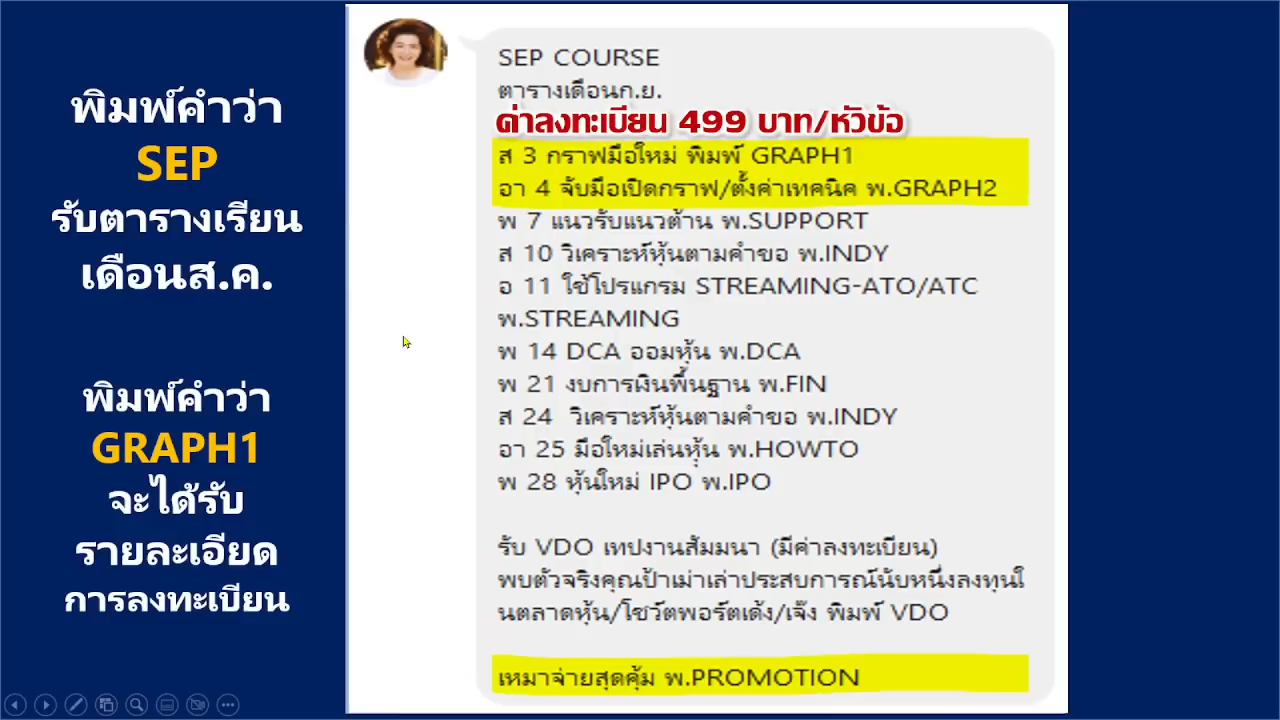 พิมพ์คำว่า
SEP
รับตารางเรียน
เดือนส.ค.
พิมพ์คำว่า
GRAPH1
จะได้รับ
รายละเอียด
การลงทะเบียน
SEP COURSE
ตารางเดือนก.ย.
ค่าลงทะเบียน 499 บาท/หัวข้อ
ส 3 กราฟมือใหม่ พิมพ์ GRAPH1
อา 4 จับมือเปิดกราฟ/ตั้งค่าเทคนิค พ.GRAPH2
พ 7 แนวรับแนวต้าน พ.SUPPORT
ส 10 วิเคราะห์หุ้นตามคำขอ พ.INDY
อ 11 ใช้โปรแกรม STREAMING-ATO/ATC
พ.STREAMING
พ 14 DCA ออมหุ้น พ.DCA
พ 21 งบการเงินพื้นฐาน พ.FIN
ส 24 วิเคราะห์หุ้นตามคำขอ พ.INDY
อา 25 มือใหม่เล่นหุ้น พ.HOWTO
พ 28 หุ้นใหม่ IPO พ.IPO
รับ VDO เทปงานสัมมนา (มีค่าลงทะเบียน)
พบตัวจริงคุณป้าเม่าเล่าประสบการณ์นับหนึ่งลงทุนใ
นตลาดหุ้น/โชว์ตพอร์ตเด้ง/เจ๊ง พิมพ์ VDO
เหมาจ่ายสุดคุ้ม พ.PROMOTION